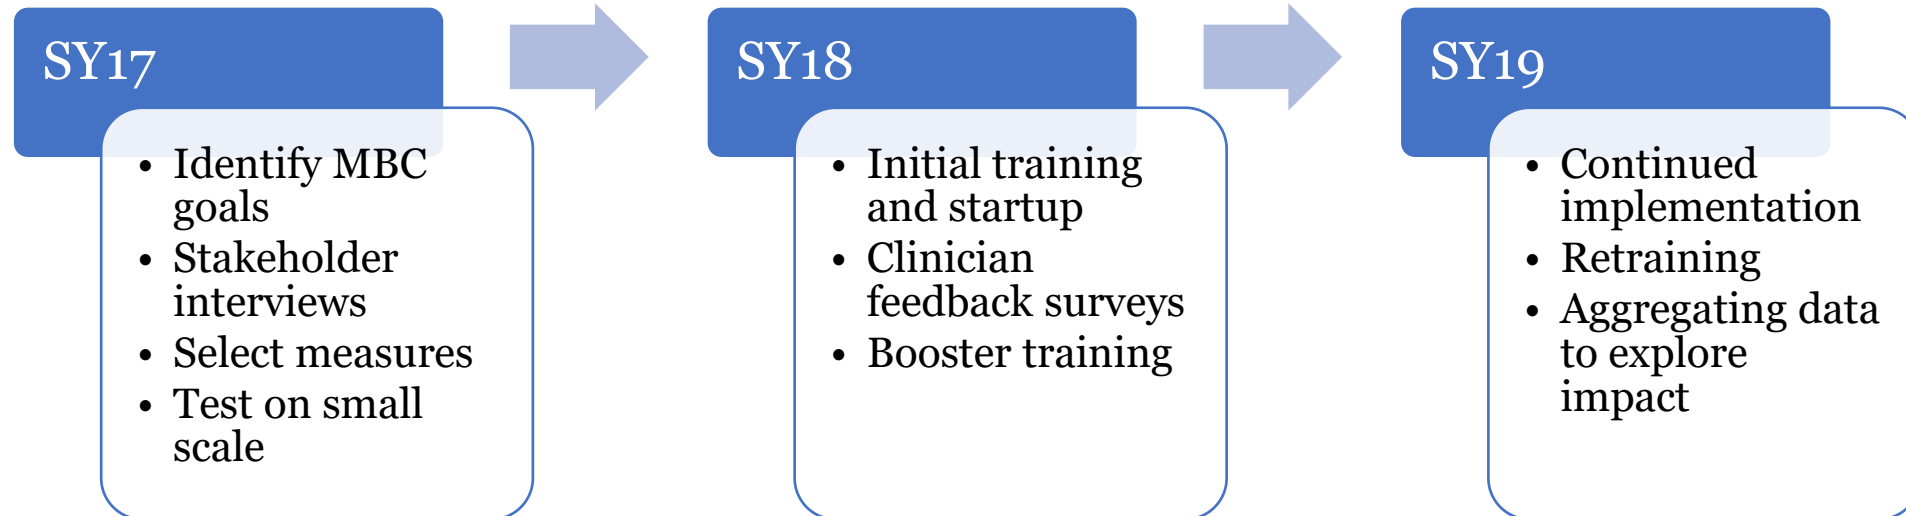 SY17
• Identify MBC
goals
• Stakeholder
interviews
• Select measures
• Test on small
scale
SY18
• Initial training
and startup
• Clinician
feedback surveys
• Booster training
SY19
• Continued
implementation
• Retraining
• Aggregating data
to explore
impact